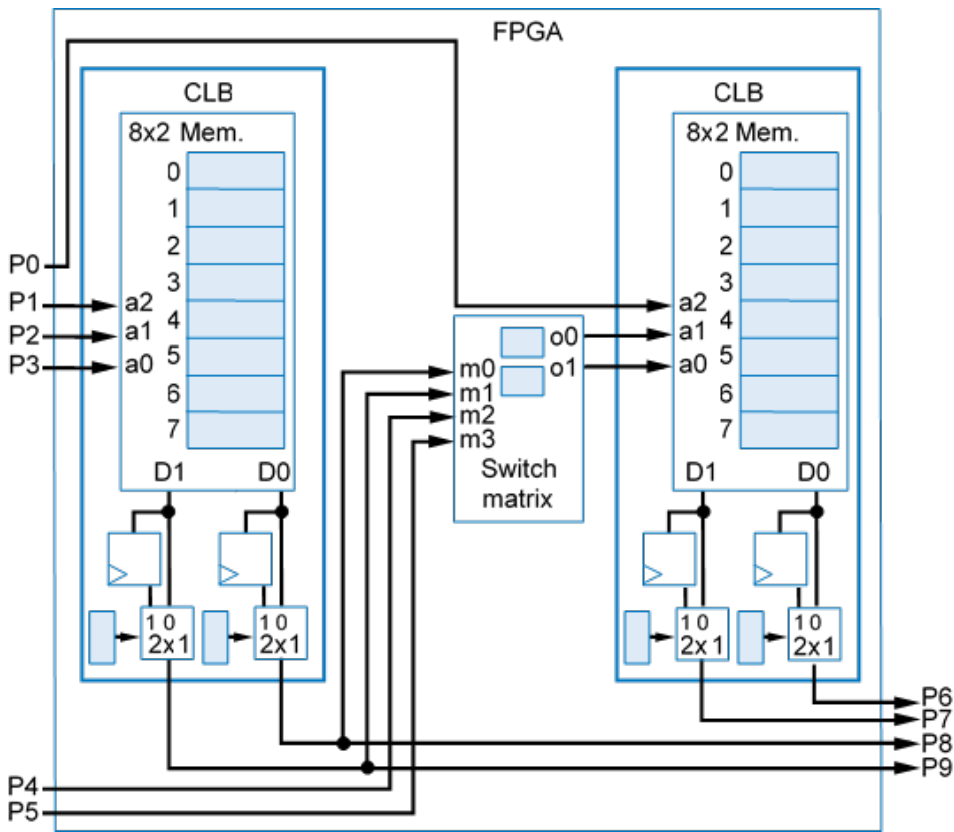 FPGA
CLB
8x2 Mem.
0
1
2
3
4
5
6
7
a2
a1
a0
D1 D0
1 0
2x1
1 0
2x1
P0
P1
P2
P3
P4
P5
m0
m1
m2
m3
o0
o1
Switch
matrix
CLB
8x2 Mem.
0
1
2
3
4
5
6
7
a2
a1
a0
D1 D0
1 0
2x1
1 0
2x1
P6
P7
P8
P9